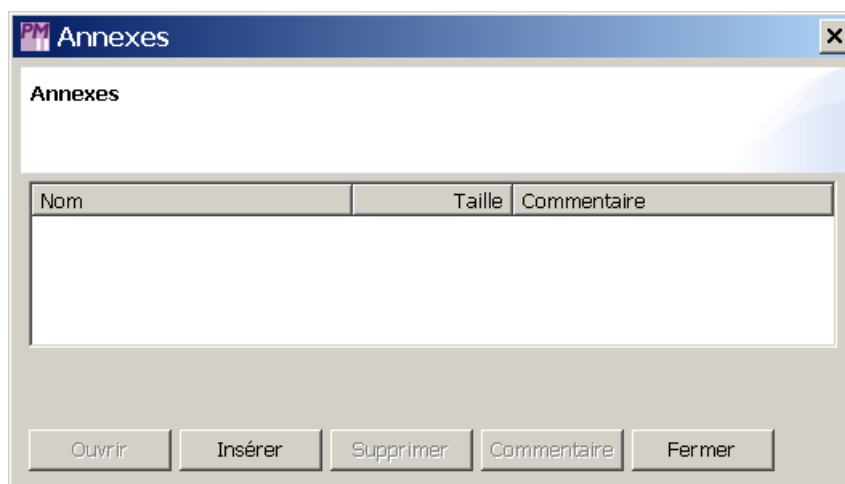 PM Annexes
Annexes
Nom Taille Commentaire
Ouvrir Insérer Supprimer Commentaire Fermer